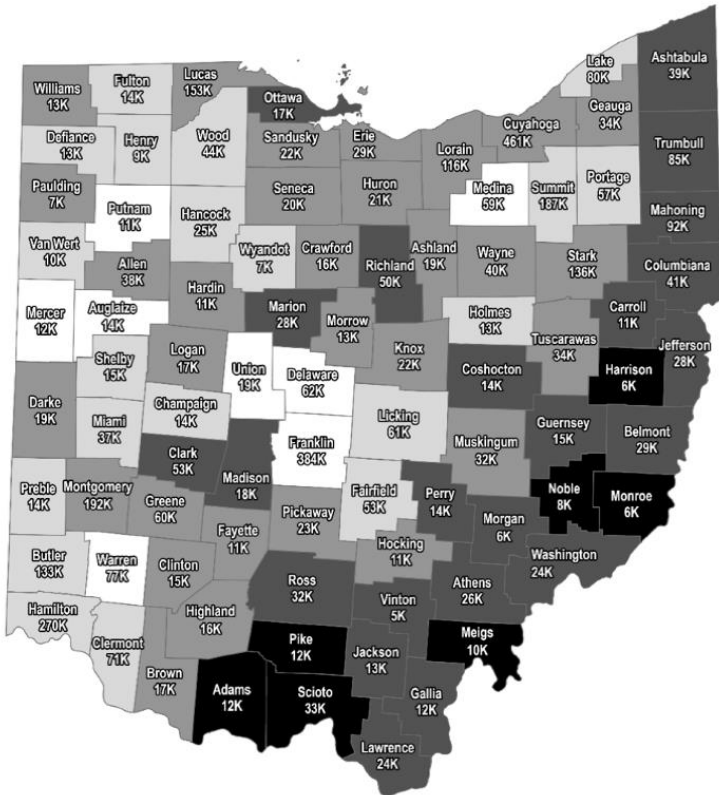 Williams
13K
Fulton
14K
Lucas
153K
Ottawa
17K
Lake
80K
Ashtabula
39K
Geauga
34K
Cuyahoga
461K
Defiance
13K
Henry
9K
Wood
44K
Sandusky
22K
Erie
29K
Lorain
116K
Trumbull
85K
Paulding
7K
Putnam
11K
Hancock
25K
Seneca
20K
Huron
21K
Medina
59K
Summit
187K
Portage
57K
Mahoning
92K
Van Wert
10K
Allen
38K
Wyandot
7K
Crawford
16K
Richland
50K
Ashland
19K
Wayne
40K
Stark
136K
Columbiana
41K
Mercer
12K
Auglaize
14K
Hardin
11K
Marion
28K
Morrow
13K
Holmes
13K
Tuscarawas
34K
Carroll
11K
Jefferson
28K
Shelby
15K
Logan
17K
Union
19K
Delaware
62K
Knox
22K
Coshocton
14K
Harrison
6K
Darke
19K
Miami
37K
Champaign
14K
Licking
61K
Muskingum
32K
Guernsey
15K
Belmont
29K
Clark
53K
Franklin
384K
Preble
14K
Montgomery
192K
Greene
60K
Madison
18K
Pickaway
23K
Fairfield
53K
Perry
14K
Morgan
6K
Noble
8K
Monroe
6K
Butler
133K
Warren
77K
Clinton
15K
Fayette
11K
Hocking
11K
Washington
24K
Ross
32K
Vinton
5K
Athens
26K
Hamilton
270K
Clermont
71K
Highland
16K
Pike
12K
Jackson
13K
Meigs
10K
Brown
17K
Adams
12K
Scioto
33K
Gallia
12K
Lawrence
24K